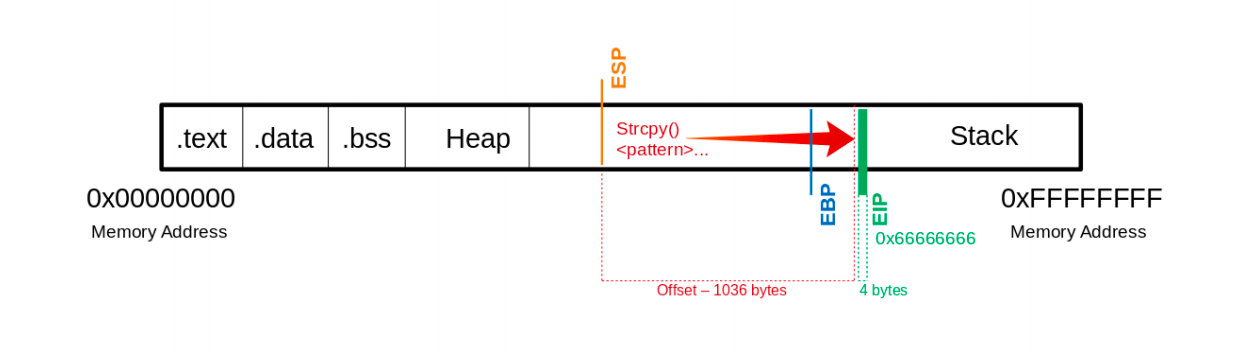 ESP
.text
.data
.bss
Heap
Strcpy()
<pattern>...
Stack
0x00000000
Memory Address
EBP
EIP
0x66666666
0xFFFFFFFF
Memory Address
Offset – 1036 bytes
4 bytes